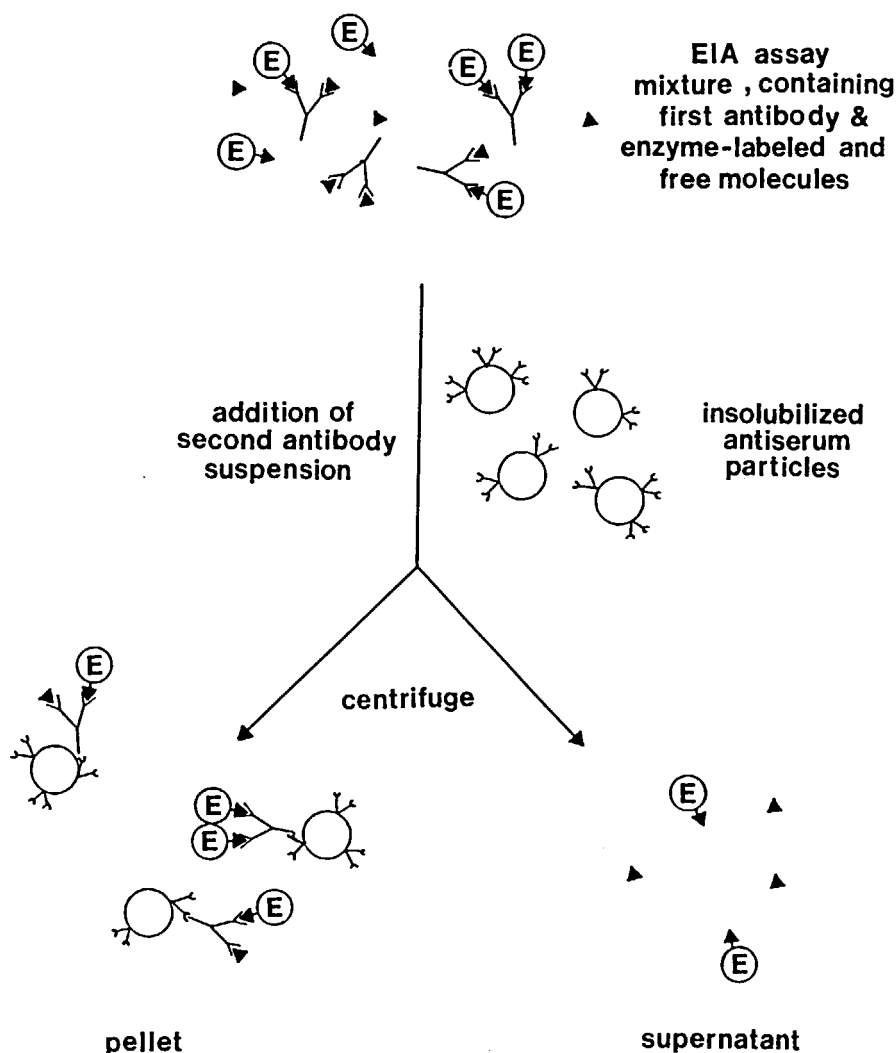 E
E
E
E
E
E
EIA assay
mixture , containing
first antibody &
enzyme-labeled and
free molecules
addition of
second antibody
suspension
insolubilized
antiserum
particles
centrifuge
E
E
E
E
E
E
pellet
supernatant